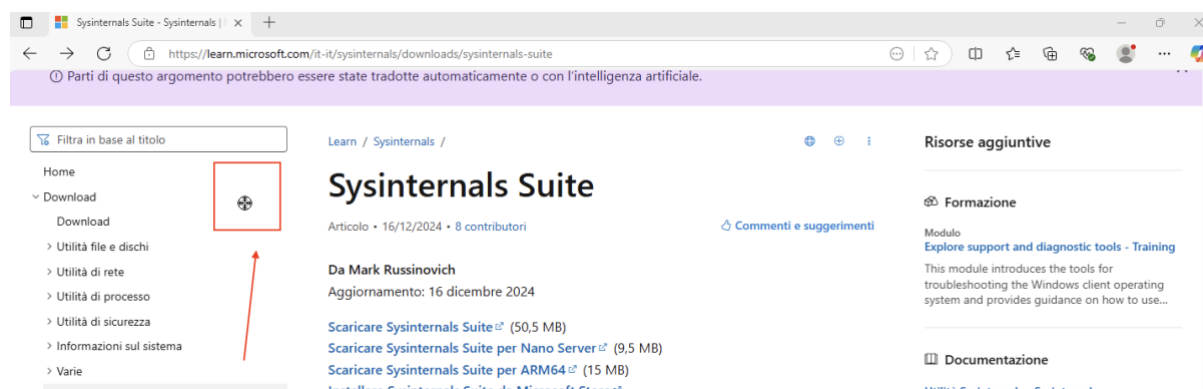 Sysinternals Suite - Sysinternals |
https://learn.microsoft.com/it-it/sysinternals/downloads/sysinternals-suite
Parti di questo argomento potrebbero essere state tradotte automaticamente o con l'intelligenza artificiale.
Filtra in base al titolo
Home
Download
Download
Utilità file e dischi
Utilità di rete
Utilità di processo
Utilità di sicurezza
Informazioni sul sistema
Varie
Learn / Sysinternals /
Sysinternals Suite
Articolo • 16/12/2024 • 8 contributori
Commenti e suggerimenti
Da Mark Russinovich
Aggiornamento: 16 dicembre 2024
Scaricare Sysinternals Suite (50,5 MB)
Scaricare Sysinternals Suite per Nano Server (9,5 MB)
Scaricare Sysinternals Suite per ARM64 (15 MB)
Installare Sysinternals Suite da Microsoft Store
Risorse aggiuntive
Formazione
Modulo
Explore support and diagnostic tools - Training
This module introduces the tools for
troubleshooting the Windows client operating
system and provides guidance on how to use...
Documentazione